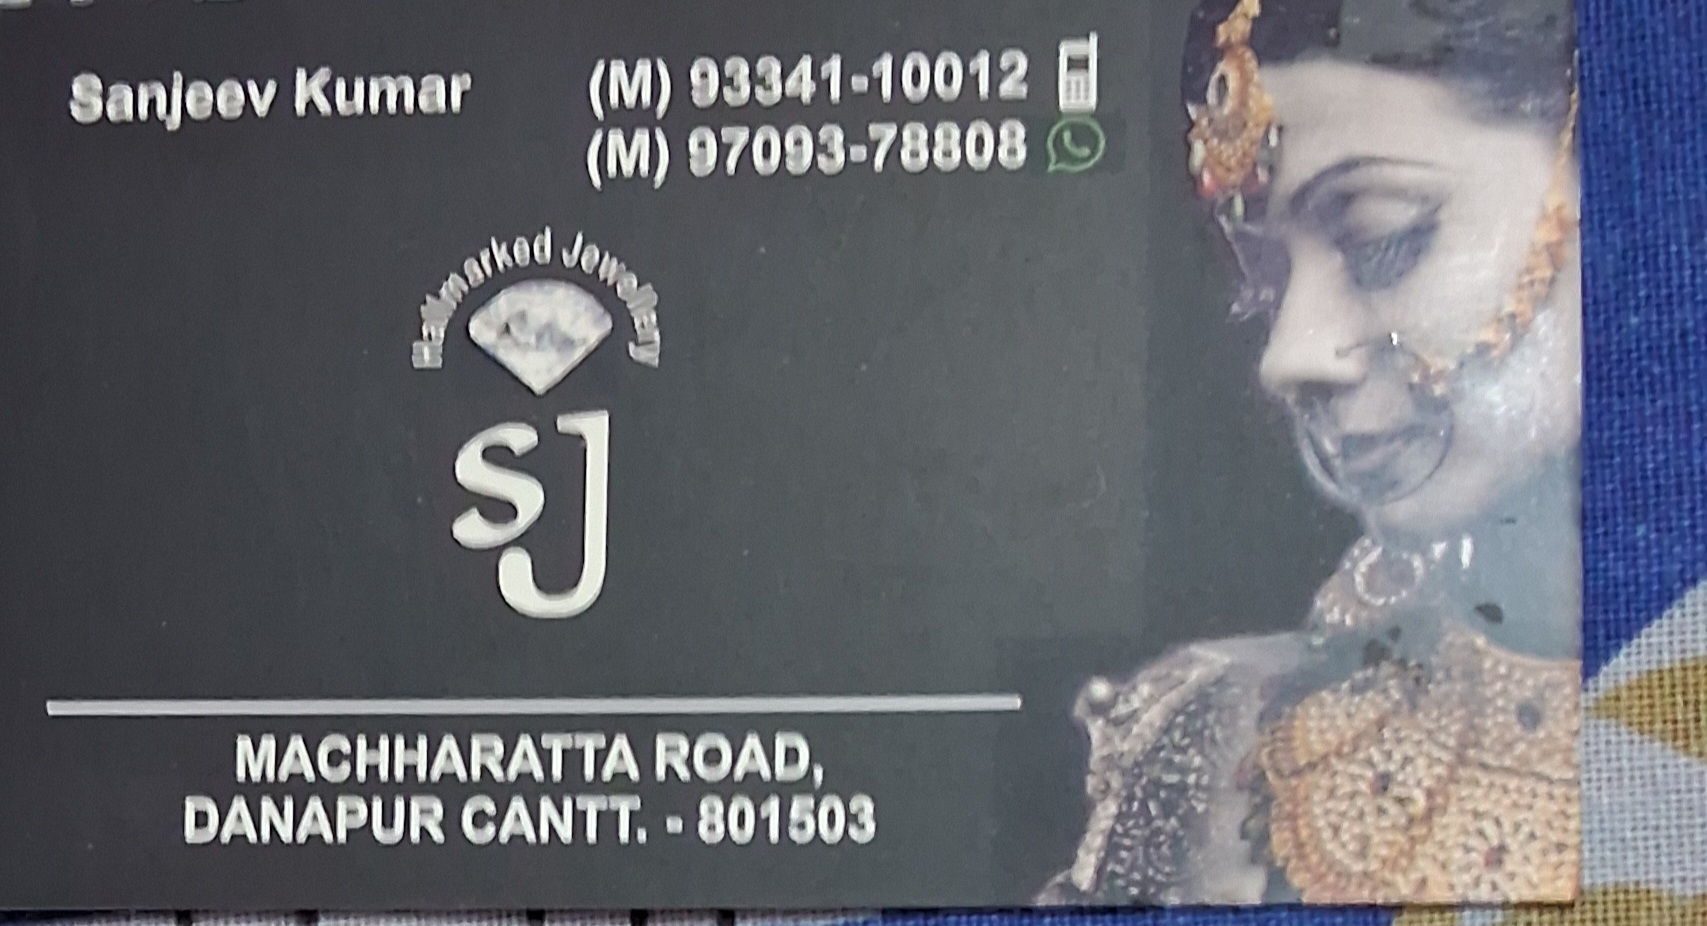 Sanjeev Kumar
(M) 93341-10012
(M) 97093-78808
Hallmarked Jewellery
SJ
MACHHARATTA ROAD,
DANAPUR CANTT. - 801503